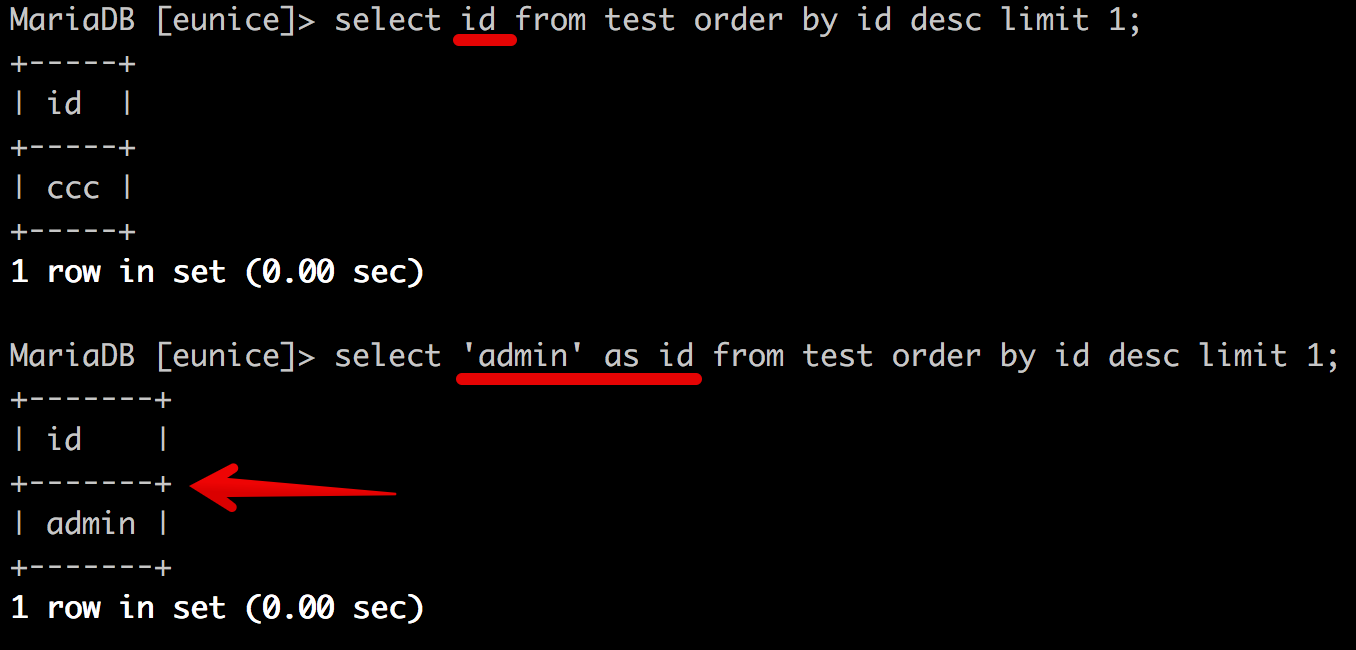 MariaDB [eunice]> select id from test order by id desc limit 1;
+-----+
| id  |
+-----+
| ccc |
+-----+
1 row in set (0.00 sec)
MariaDB [eunice]> select 'admin' as id from test order by id desc limit 1;
+-------+
| id    |
+-------+
| admin |
+-------+
1 row in set (0.00 sec)